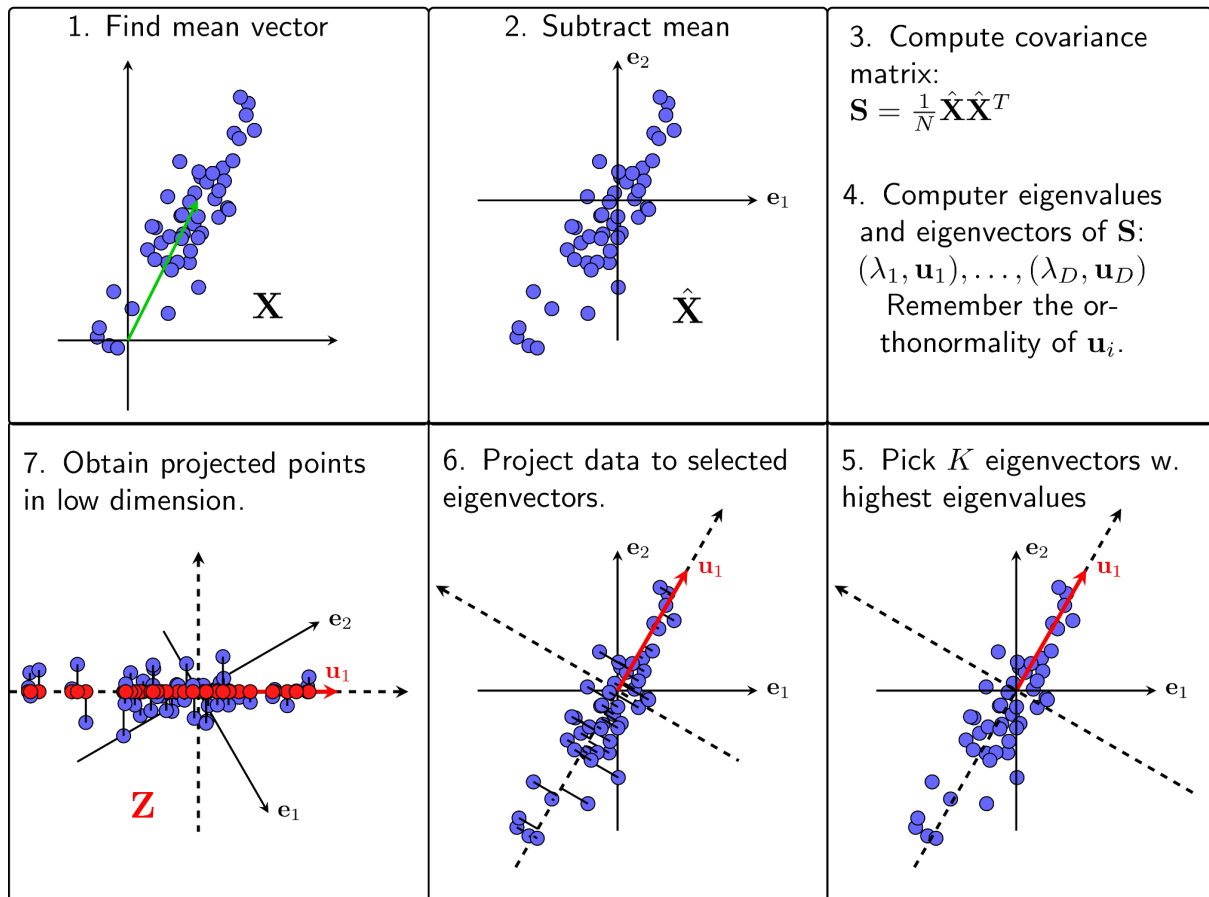 1. Find mean vector
X
2. Subtract mean
e₂
e₁
X̂
3. Compute covariance
matrix:
S = 1/N X̂X̂ᵀ
4. Computer eigenvalues
and eigenvectors of S:
(λ₁, u₁), . . . , (λ_D, u_D)
Remember the or-
thonormality of uᵢ.
7. Obtain projected points
in low dimension.
e₂
u₁
Z
e₁
6. Project data to selected
eigenvectors.
e₂
u₁
e₁
5. Pick K eigenvectors w.
highest eigenvalues
e₂
u₁
e₁